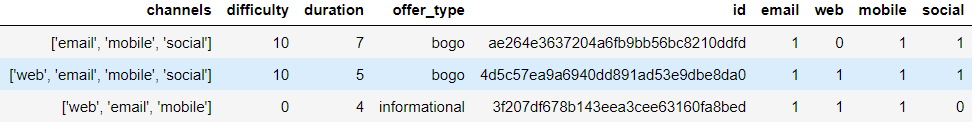 channels difficulty duration offer_type id email web mobile social
['email', 'mobile', 'social'] 10 7 bogo ae264e3637204a6fb9bb56bc8210ddfd 1 0 1 1
['web', 'email', 'mobile', 'social'] 10 5 bogo 4d5c57ea9a6940dd891ad53e9dbe8da0 1 1 1 1
['web', 'email', 'mobile'] 0 4 informational 3f207df678b143eea3cee63160fa8bed 1 1 1 0